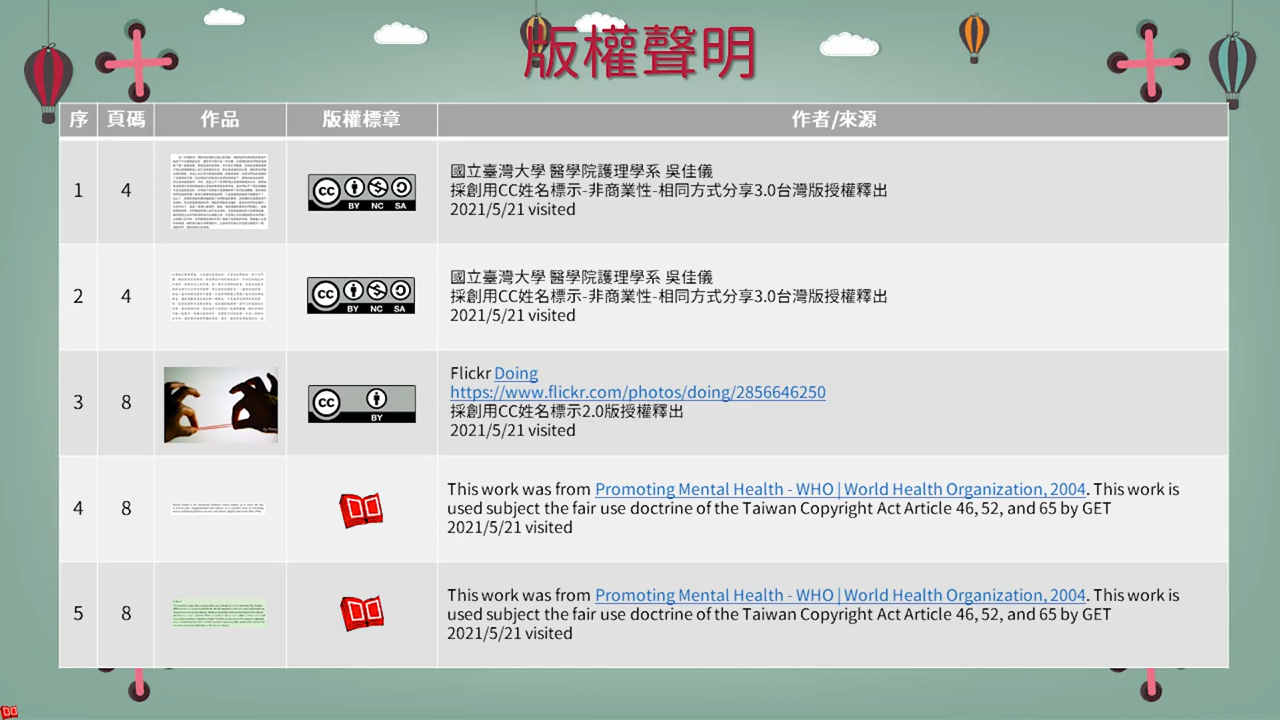 版權聲明
序 頁碼 作品 版權標章 作者/來源
1 4 CC BY NC SA 國立臺灣大學 醫學院護理學系 吳佳儀
採創用CC姓名標示-非商業性-相同方式分享3.0台灣版授權釋出
2021/5/21 visited
2 4 CC BY NC SA 國立臺灣大學 醫學院護理學系 吳佳儀
採創用CC姓名標示-非商業性-相同方式分享3.0台灣版授權釋出
2021/5/21 visited
3 8 CC BY Flickr Doing
https://www.flickr.com/photos/doing/2856646250
採創用CC姓名標示2.0版授權釋出
2021/5/21 visited
4 8 This work was from Promoting Mental Health - WHO | World Health Organization, 2004. This work is
used subject the fair use doctrine of the Taiwan Copyright Act Article 46, 52, and 65 by GET
2021/5/21 visited
5 8 This work was from Promoting Mental Health - WHO | World Health Organization, 2004. This work is
used subject the fair use doctrine of the Taiwan Copyright Act Article 46, 52, and 65 by GET
2021/5/21 visited